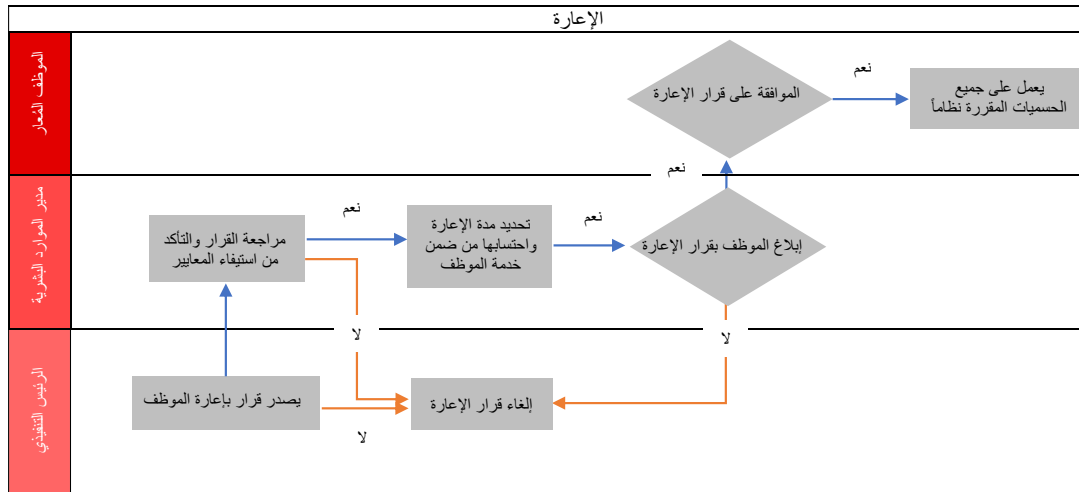 الإعارة
الموظف المُعار
الموافقة على قرار الإعارة
نعم
يعمل على جميع
الحسميات المقررة نظاماً
نعم
مدير الموارد البشرية
مراجعة القرار والتأكد
من استيفاء المعايير
نعم
تحديد مدة الإعارة
واحتسابها من ضمن
خدمة الموظف
نعم
إبلاغ الموظف بقرار الإعارة
لا
لا
الرئيس التنفيذي
يصدر قرار بإعارة الموظف
لا
إلغاء قرار الإعارة